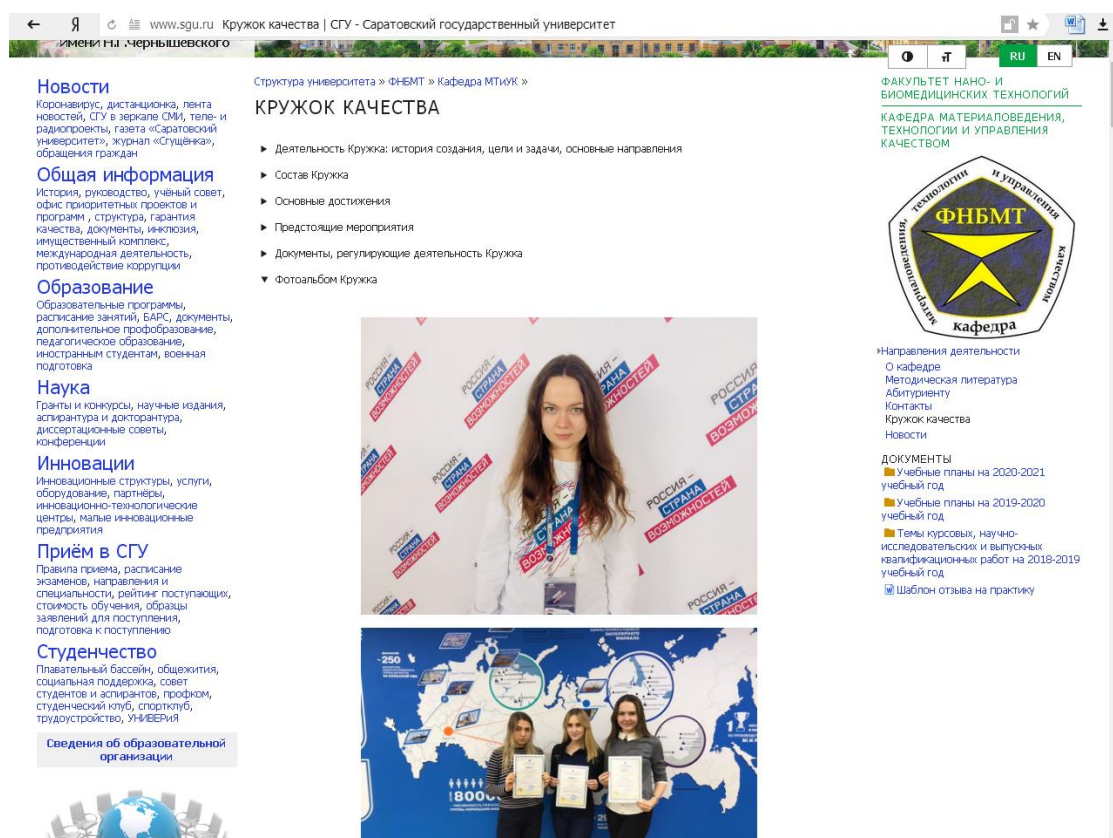 www.sgu.ru Кружок качества | СГУ - Саратовский государственный университет
имени Н.Г.Чернышевского
RU EN
Новости
Коронавирус, дистанционка, лента
новостей, СГУ в зеркале СМИ, теле- и
радиопроекты, газета «Саратовский
университет», журнал «Сгущёнка»,
обращения граждан
Общая информация
История, руководство, учёный совет,
офис приоритетных проектов и
программ , структура, гарантия
качества, документы, инклюзия,
имущественный комплекс,
международная деятельность,
противодействие коррупции
Образование
Образовательные программы,
расписание занятий, БАРС, документы,
дополнительное профобразование,
педагогическое образование,
иностранным студентам, военная
подготовка
Наука
Гранты и конкурсы, научные издания,
аспирантура и докторантура,
диссертационные советы,
конференции
Инновации
Инновационные структуры, услуги,
оборудование, партнёры,
инновационно-технологические
центры, малые инновационные
предприятия
Приём в СГУ
Правила приема, расписание
экзаменов, направления и
специальности, рейтинг поступающих,
стоимость обучения, образцы
заявлений для поступления,
подготовка к поступлению
Студенчество
Плавательный бассейн, общежития,
социальная поддержка, совет
студентов и аспирантов, профком,
студенческий клуб, спортклуб,
трудоустройство, УНИВЕРиЯ
Сведения об образовательной
организации
Структура университета » ФНБМТ » Кафедра МТиУК »
КРУЖОК КАЧЕСТВА
► Деятельность Кружка: история создания, цели и задачи, основные направления
► Состав Кружка
► Основные достижения
► Предстоящие мероприятия
► Документы, регулирующие деятельность Кружка
▼ Фотоальбом Кружка
РОССИЯ –
СТРАНА
ВОЗМОЖНОСТЕЙ
250
ФАКУЛЬТЕТ НАНО- И
БИОМЕДИЦИНСКИХ ТЕХНОЛОГИЙ
КАФЕДРА МАТЕРИАЛОВЕДЕНИЯ,
ТЕХНОЛОГИИ И УПРАВЛЕНИЯ
КАЧЕСТВОМ
материаловедения, технологии и управления качеством
ФНБМТ
кафедра
Направления деятельности
О кафедре
Методическая литература
Абитуриенту
Контакты
Кружок качества
Новости
ДОКУМЕНТЫ
Учебные планы на 2020-2021
учебный год
Учебные планы на 2019-2020
учебный год
Темы курсовых, научно-
исследовательских и выпускных
квалификационных работ на 2018-2019
учебный год
Шаблон отзыва на практику